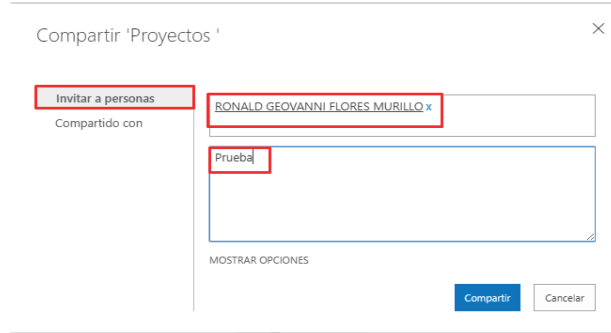 Compartir 'Proyectos '
Invitar a personas
Compartido con
RONALD GEOVANNI FLORES MURILLO x
Prueba
MOSTRAR OPCIONES
Compartir
Cancelar